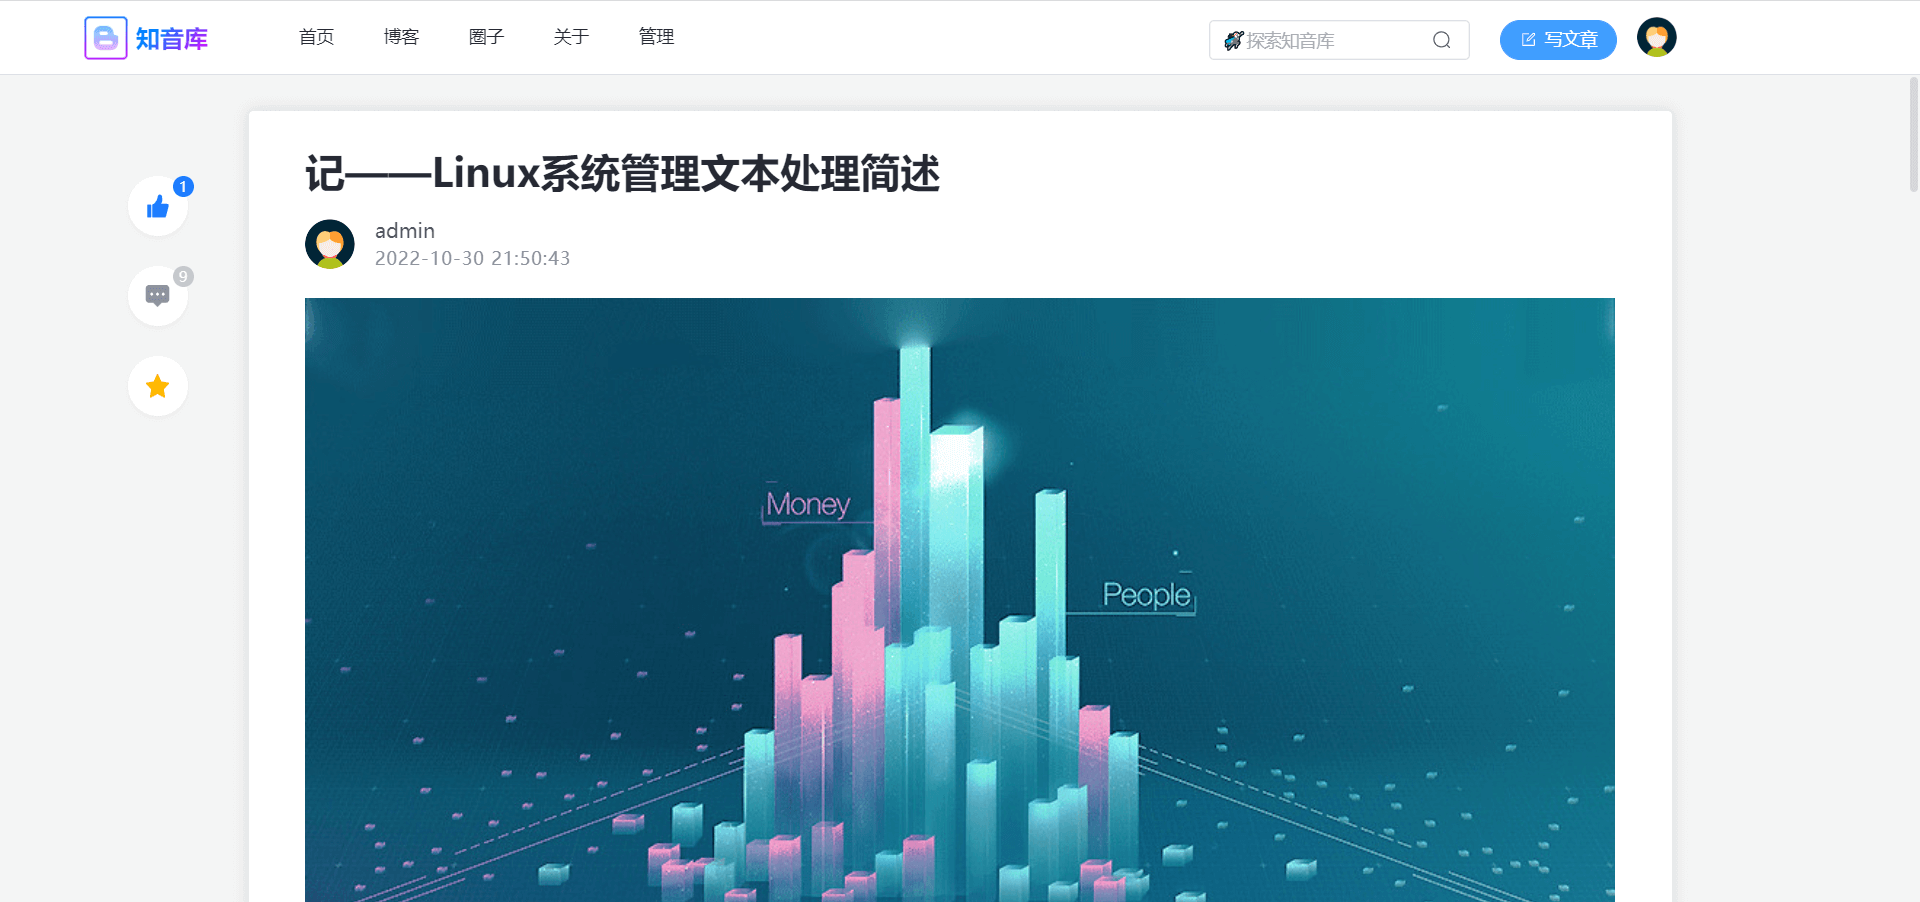 知音库
首页 博客 圈子 关于 管理
探索知音库
写文章
记——Linux系统管理文本处理简述
1
admin
2022-10-30 21:50:43
9
Money
People